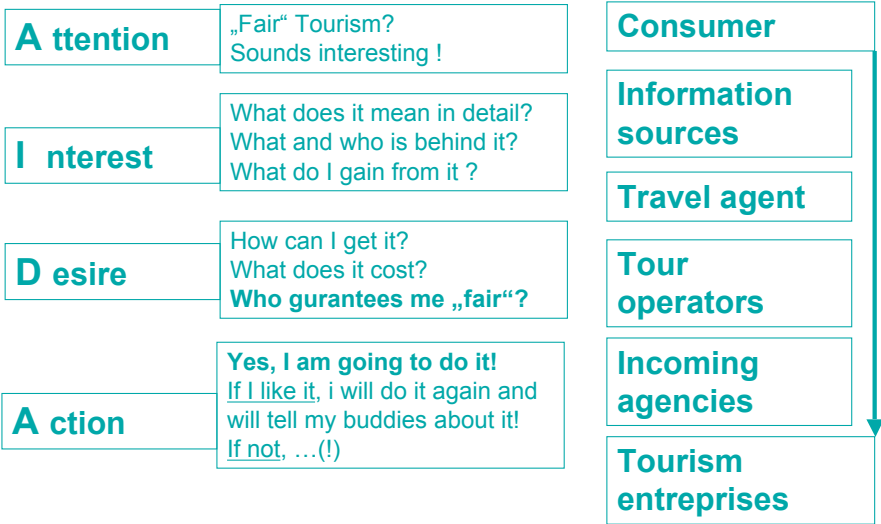 A ttention
„Fair“ Tourism?
Sounds interesting !
I nterest
What does it mean in detail?
What and who is behind it?
What do I gain from it ?
D esire
How can I get it?
What does it cost?
Who gurantees me „fair“?
A ction
Yes, I am going to do it!
If I like it, i will do it again and
will tell my buddies about it!
If not, …(!)
Consumer
Information
sources
Travel agent
Tour
operators
Incoming
agencies
Tourism
entreprises